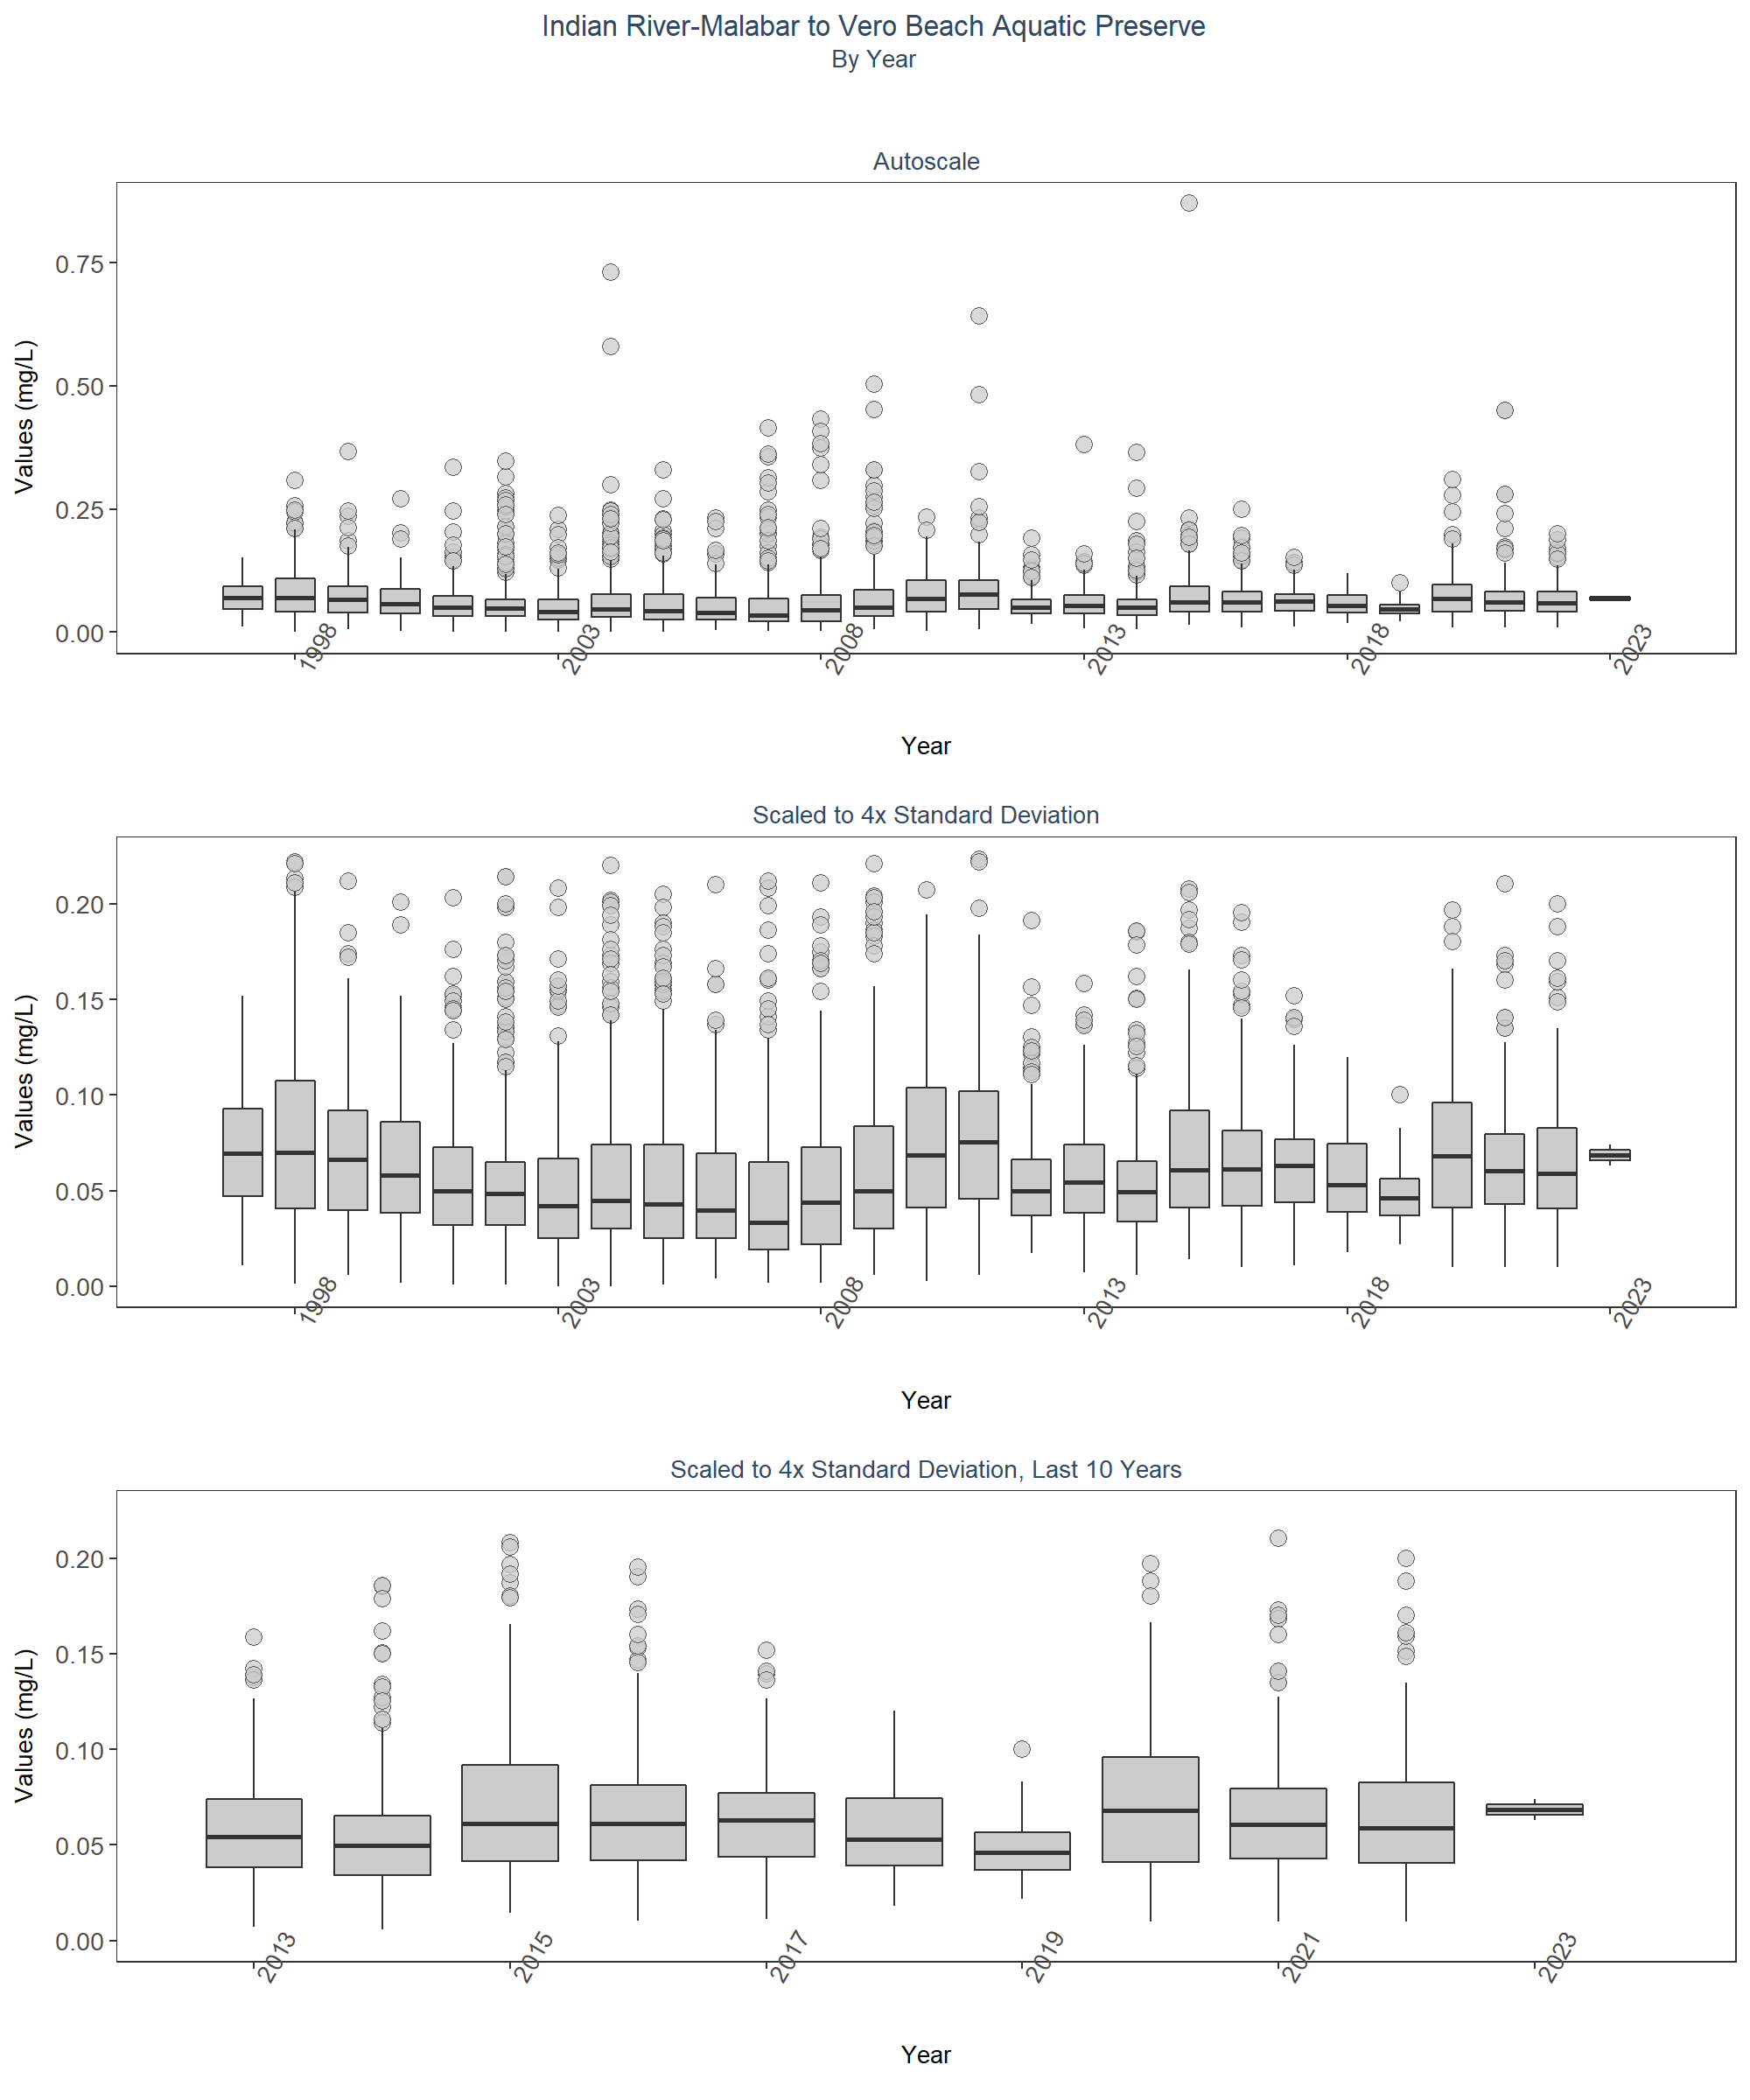 Indian River-Malabar to Vero Beach Aquatic Preserve
By Year
Autoscale
Values (mg/L)
0.75
0.50
0.25
0.00
1998 2003 2008 2013 2018 2023
Year
Scaled to 4x Standard Deviation
Values (mg/L)
0.20
0.15
0.10
0.05
0.00
1998 2003 2008 2013 2018 2023
Year
Scaled to 4x Standard Deviation, Last 10 Years
Values (mg/L)
0.20
0.15
0.10
0.05
0.00
2013 2015 2017 2019 2021 2023
Year